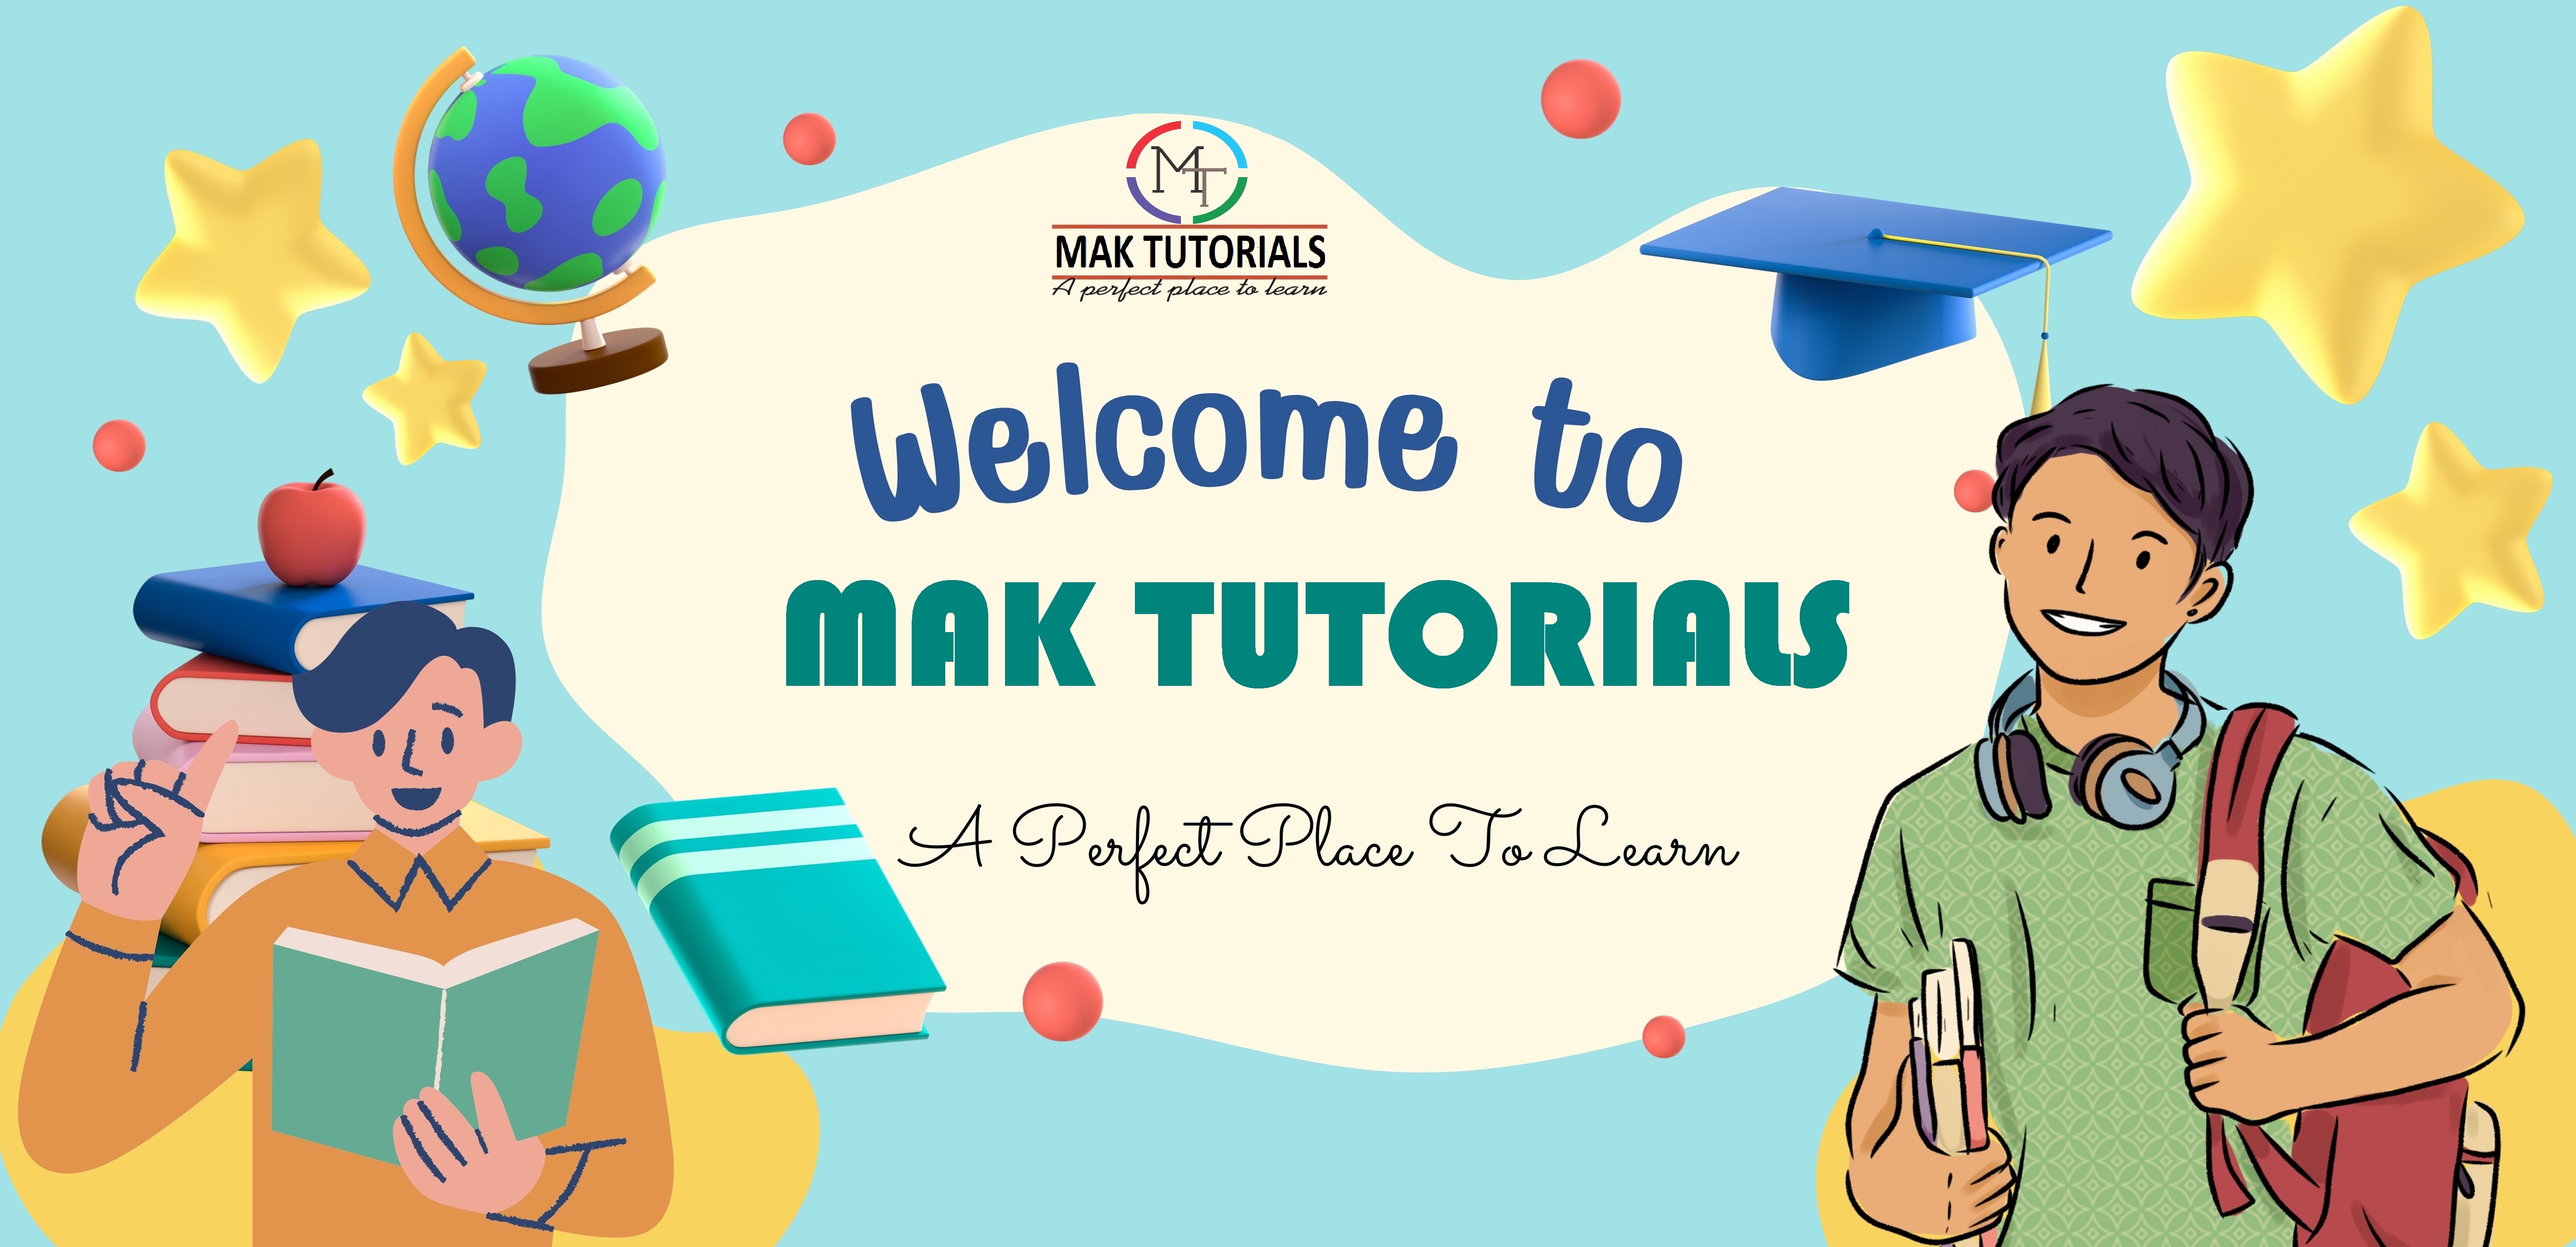 MT
MAK TUTORIALS
A perfect place to learn
Welcome to
MAK TUTORIALS
A Perfect Place To Learn